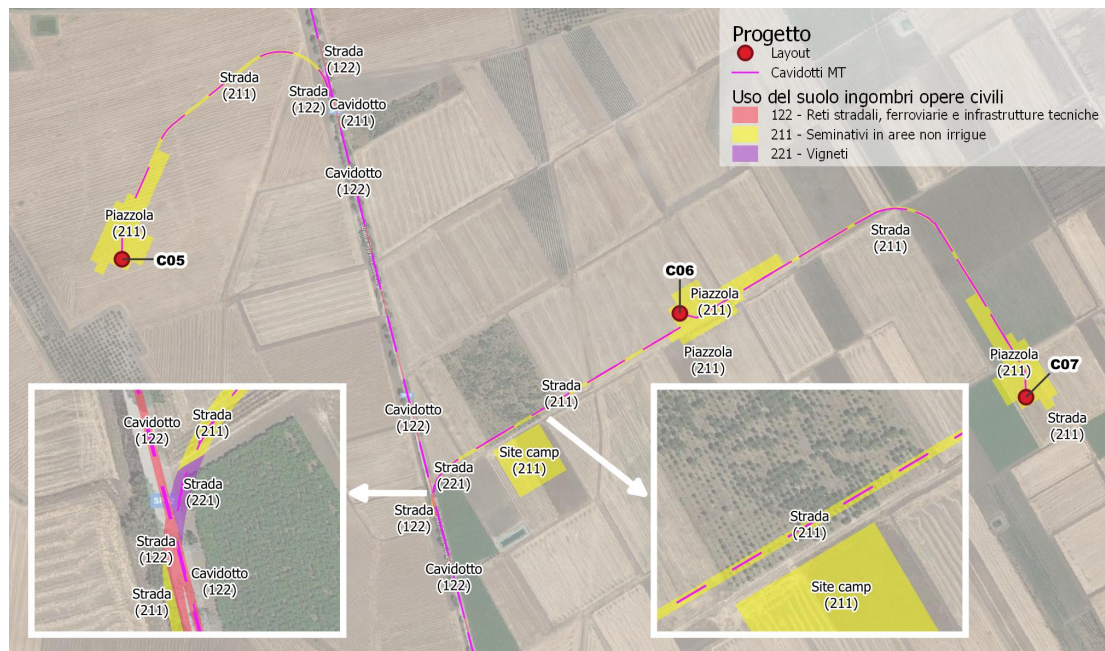 Progetto
Layout
Cavidotti MT
Uso del suolo ingombri opere civili
122 - Reti stradali, ferroviarie e infrastrutture tecniche
211 - Seminativi in aree non irrigue
221 - Vigneti
Strada
(122)
Strada
(211)
Strada
(122)
Cavidotto
(211)
Cavidotto
(122)
Piazzola
(211)
C05
Strada
(211)
C06
Piazzola
(211)
Piazzola
(211)
Piazzola
(211)
C07
Strada
(211)
Strada
(211)
Cavidotto
(122)
Site camp
(211)
Strada
(221)
Strada
(122)
Cavidotto
(122)
Cavidotto
(122)
Strada
(211)
Strada
(221)
Strada
(122)
Cavidotto
(122)
Strada
(211)
Strada
(211)
Site camp
(211)